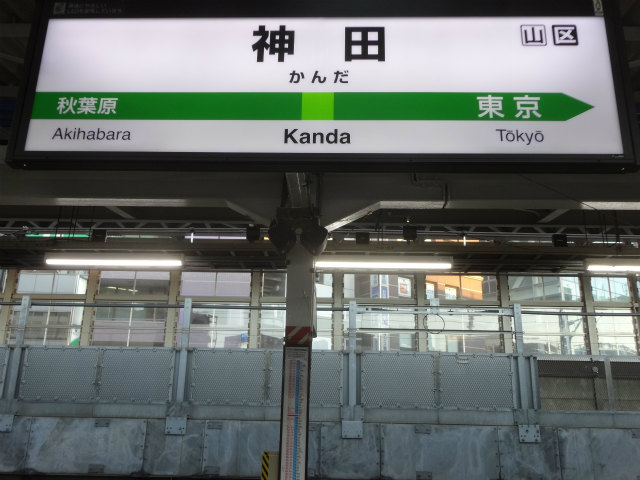 神田
山 区
かんだ
秋葉原
東京
Akihabara
Kanda
Tōkyō